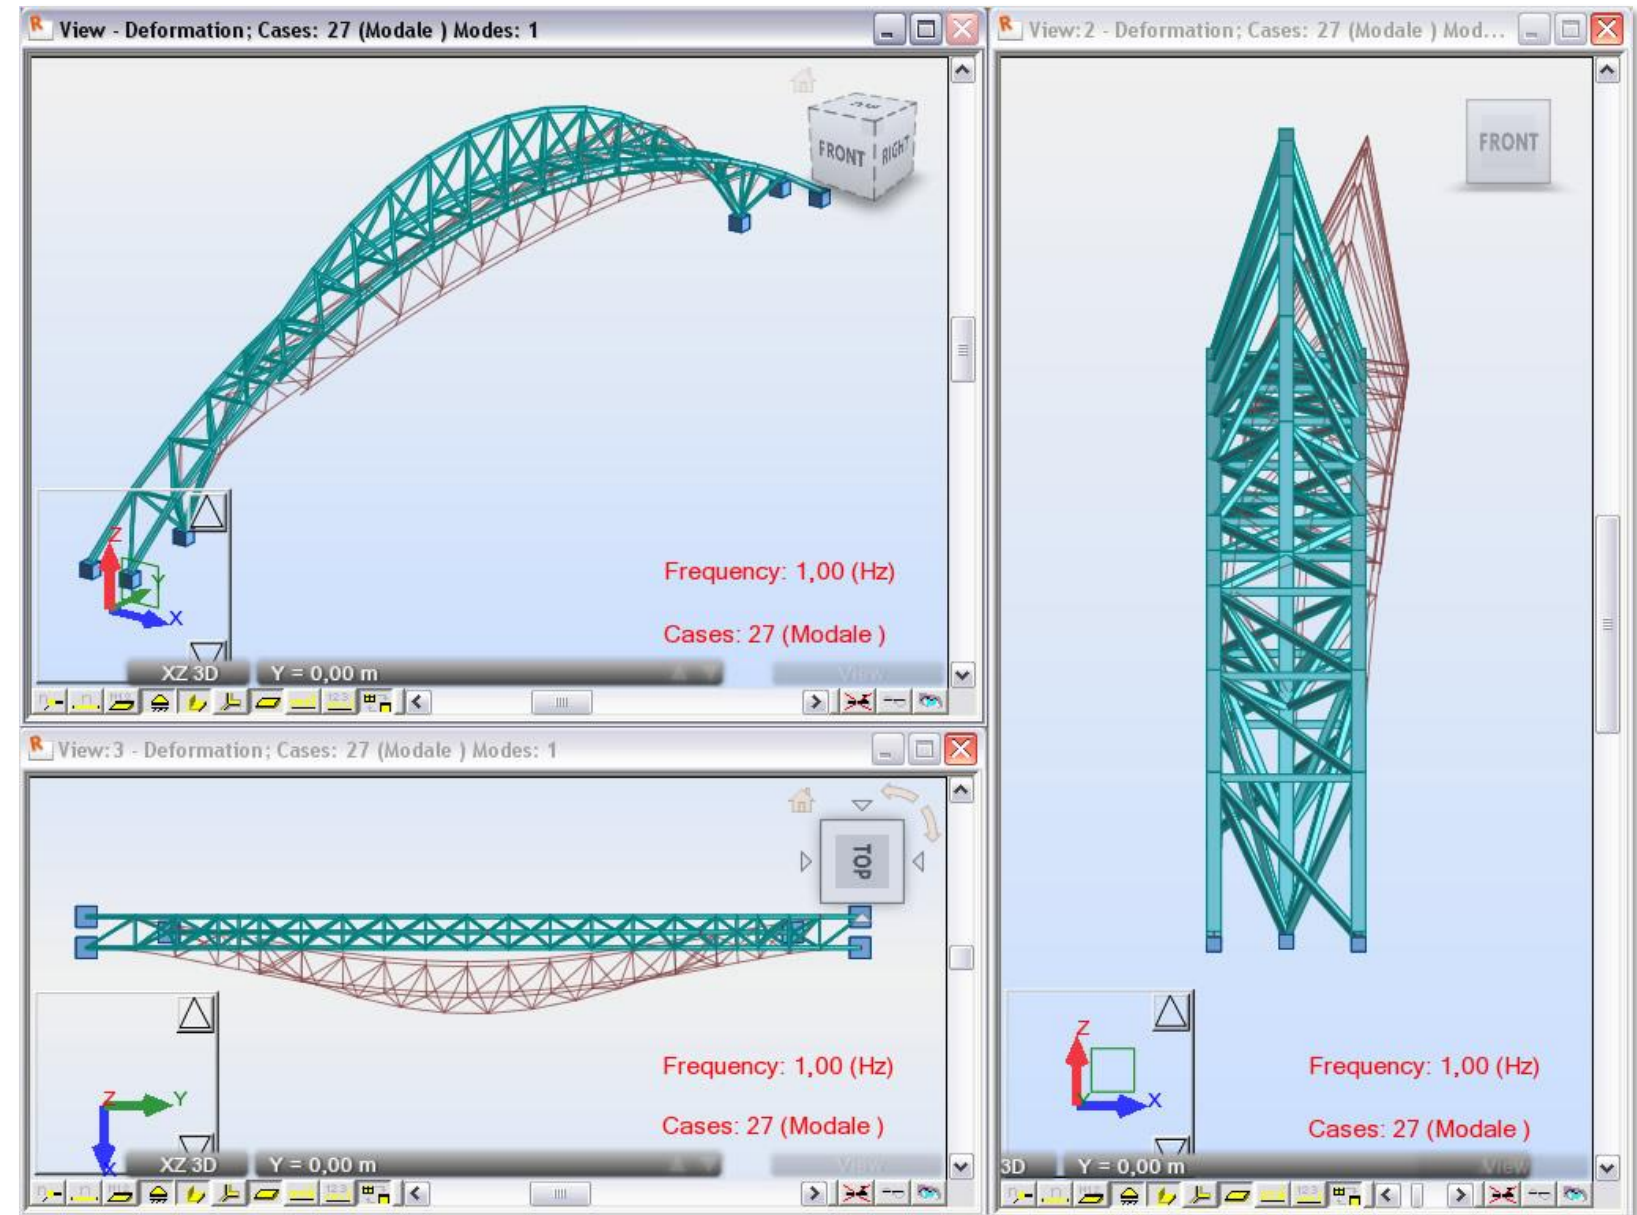 View - Deformation; Cases: 27 (Modale ) Modes: 1
FRONT
RIGHT
Z
Y
X
Frequency: 1,00 (Hz)
Cases: 27 (Modale )
XZ 3D
Y = 0,00 m
View
View:2 - Deformation; Cases: 27 (Modale ) Mod...
FRONT
Z
X
Frequency: 1,00 (Hz)
Cases: 27 (Modale )
3D
Y = 0,00 m
View
View:3 - Deformation; Cases: 27 (Modale ) Modes: 1
TOP
Z
Y
X
Frequency: 1,00 (Hz)
Cases: 27 (Modale )
XZ 3D
Y = 0,00 m
View